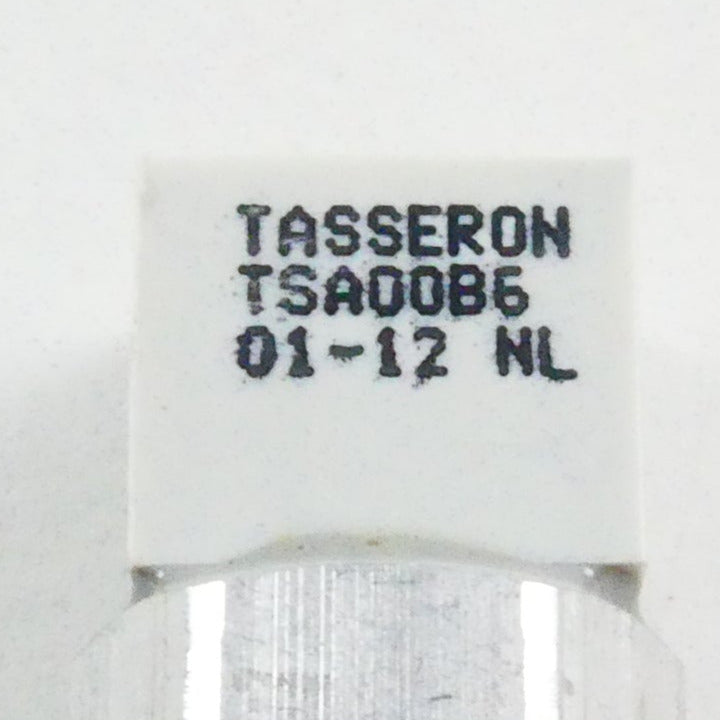 TASSERON
TSA00B6
01-12 NL